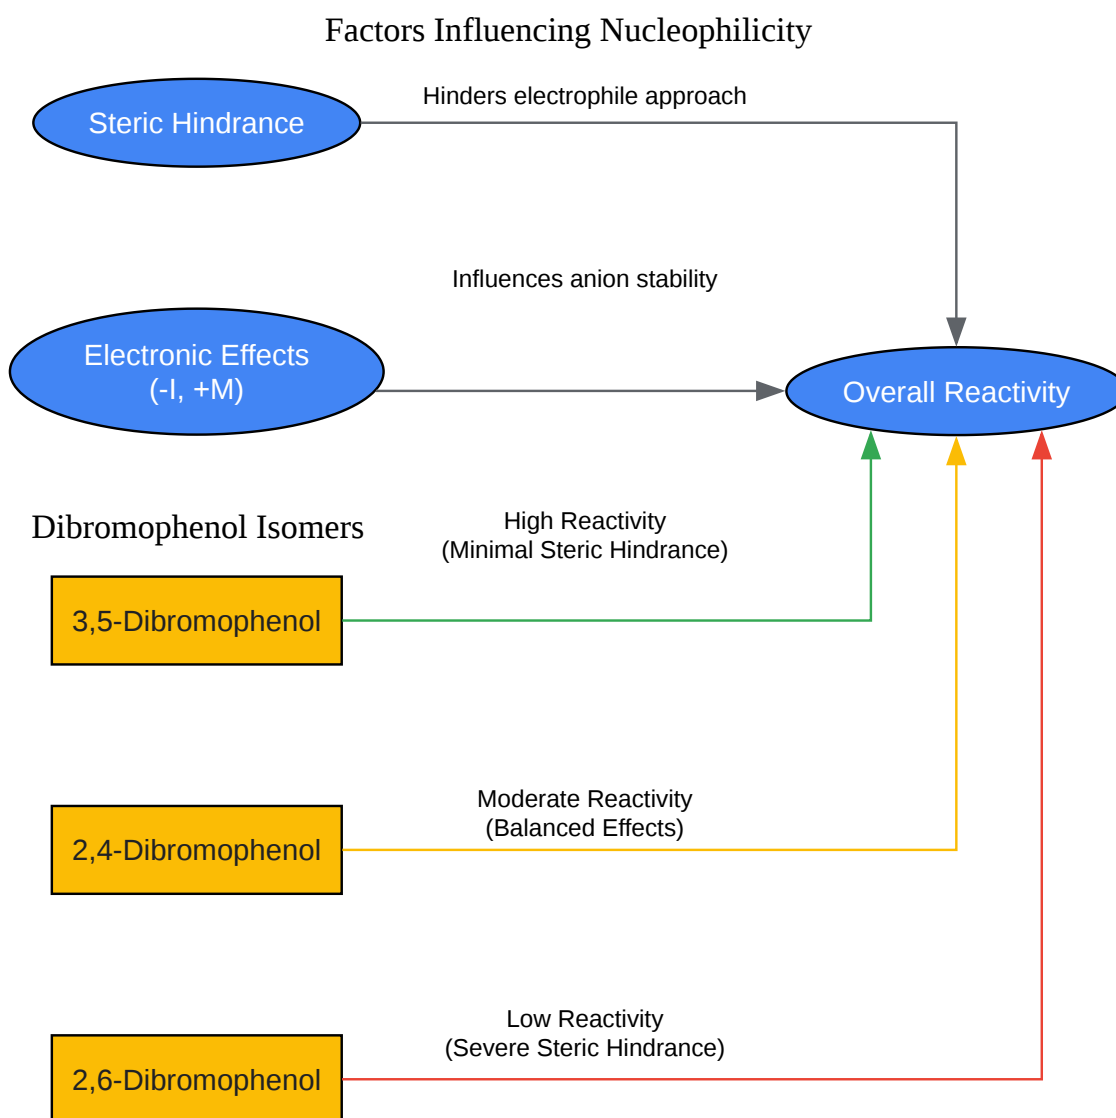 Factors Influencing Nucleophilicity
Hinders electrophile approach
Steric Hindrance
Influences anion stability
Electronic Effects
(-I, +M)
Overall Reactivity
Dibromophenol Isomers
High Reactivity
(Minimal Steric Hindrance)
3,5-Dibromophenol
Moderate Reactivity
(Balanced Effects)
2,4-Dibromophenol
Low Reactivity
(Severe Steric Hindrance)
2,6-Dibromophenol